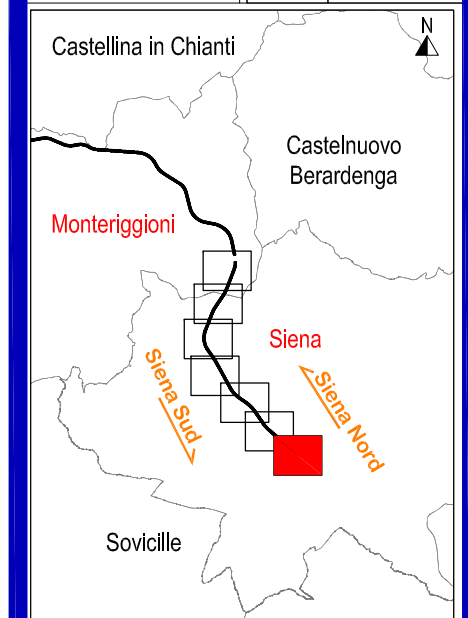 N
Castellina in Chianti
Castelnuovo
Berardenga
Monteriggioni
Siena
Siena Sud
Siena Nord
Sovicille